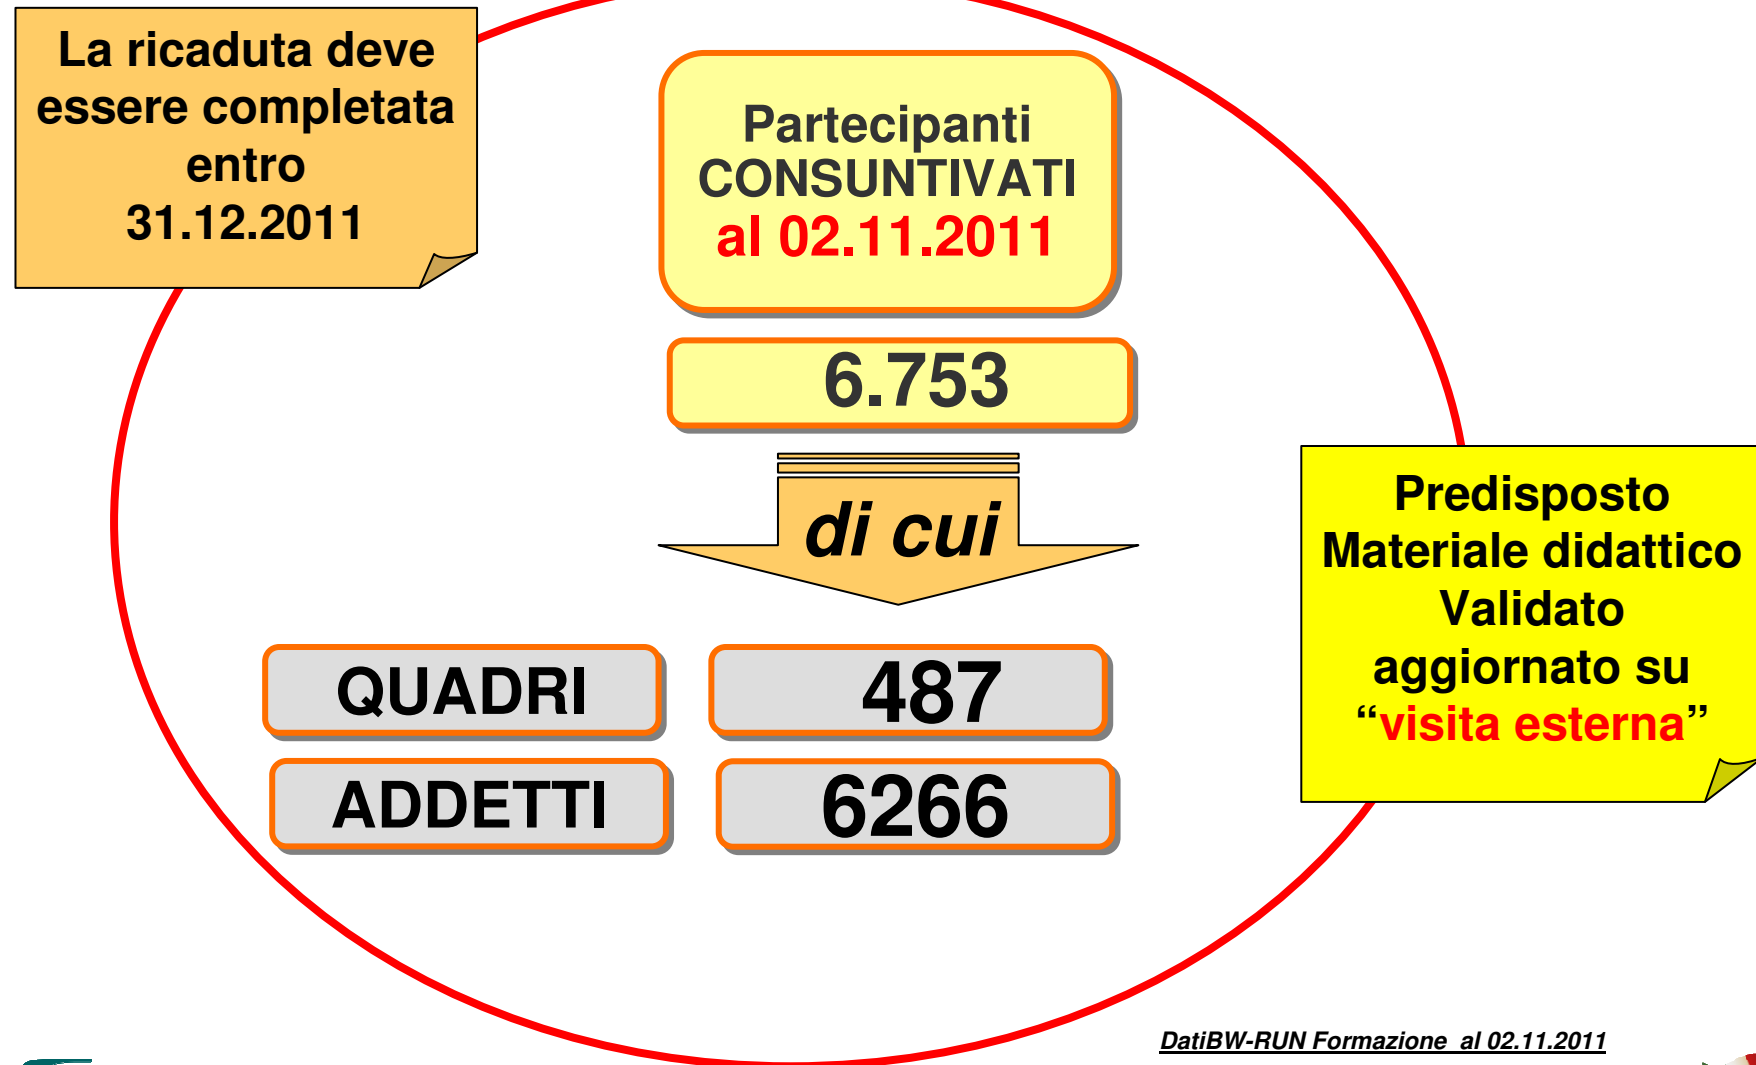 La ricaduta deve
essere completata
entro
31.12.2011
Partecipanti
CONSUNTIVATI
al 02.11.2011
6.753
di cui
QUADRI 487
ADDETTI 6266
Predisposto
Materiale didattico
Validato
aggiornato su
“visita esterna”
DatiBW-RUN Formazione al 02.11.2011